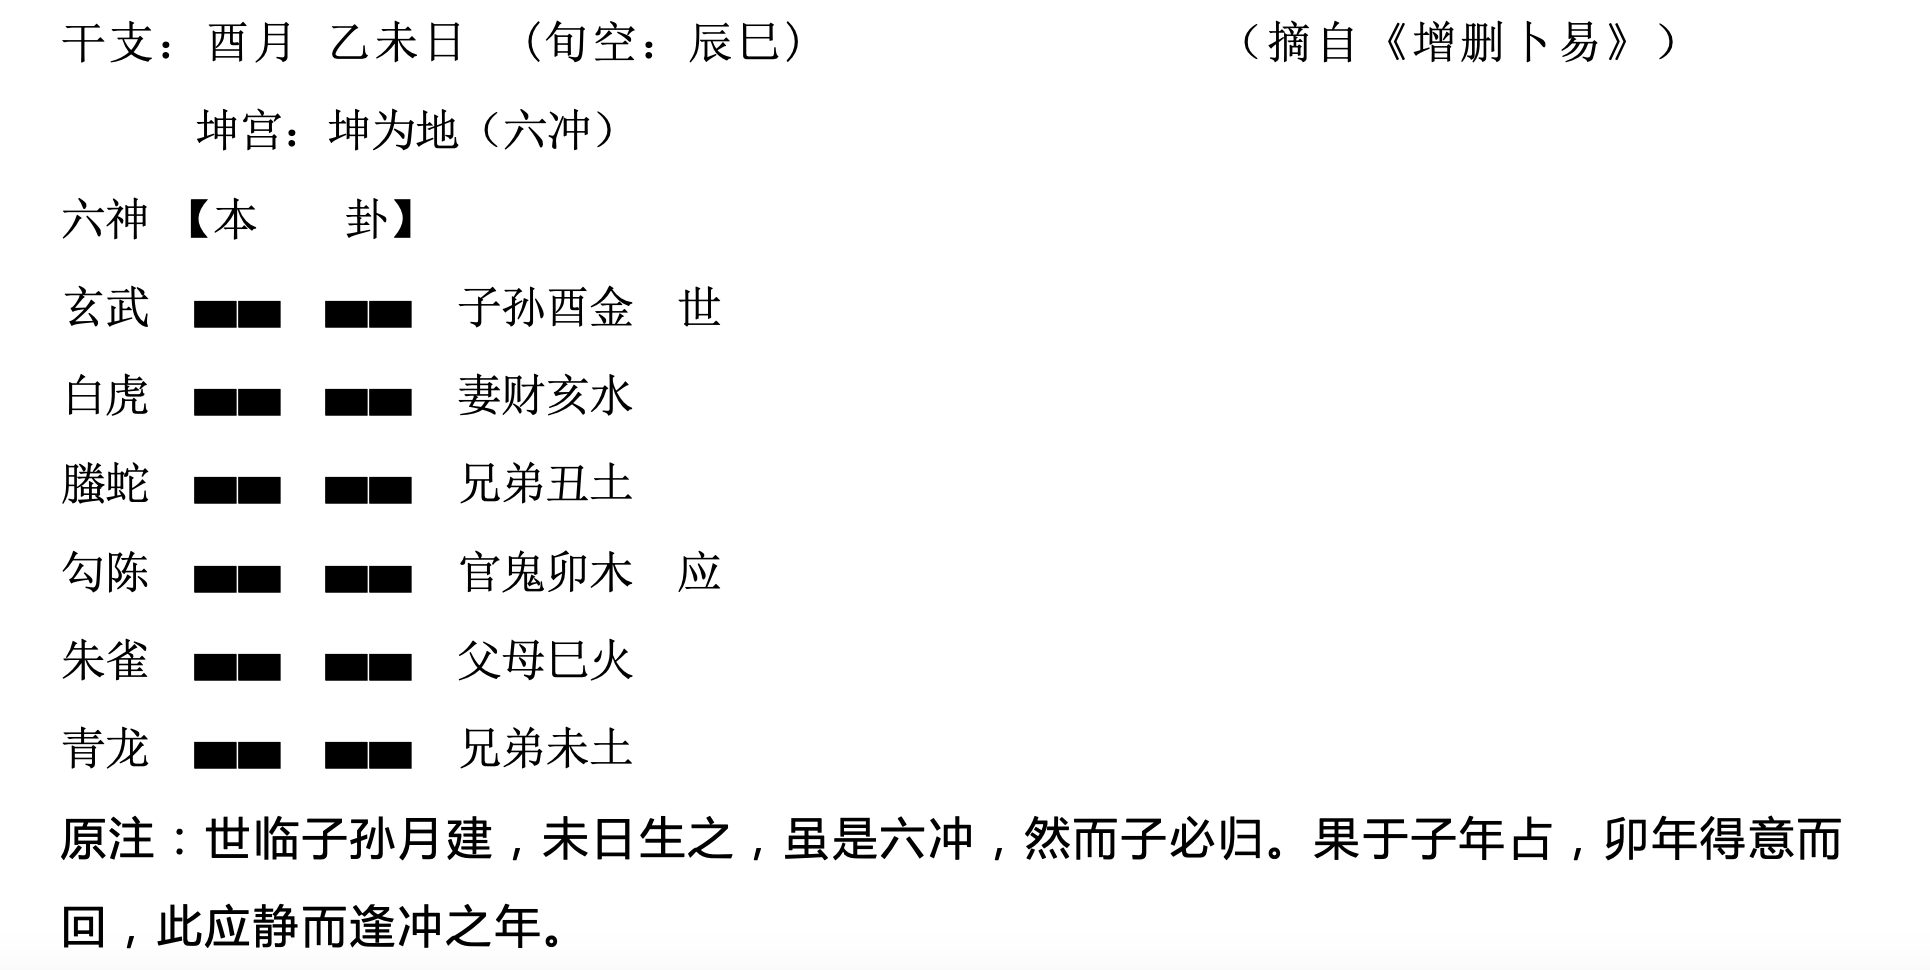 干支：酉月 乙未日 （旬空：辰巳） （摘自《增删卜易》）
坤宫：坤为地（六冲）
六神 【本 卦】
玄武 子孙酉金 世
白虎 妻财亥水
螣蛇 兄弟丑土
勾陈 官鬼卯木 应
朱雀 父母巳火
青龙 兄弟未土
原注：世临子孙月建，未日生之，虽是六冲，然而子必归。果于子年占，卯年得意而
回，此应静而逢冲之年。